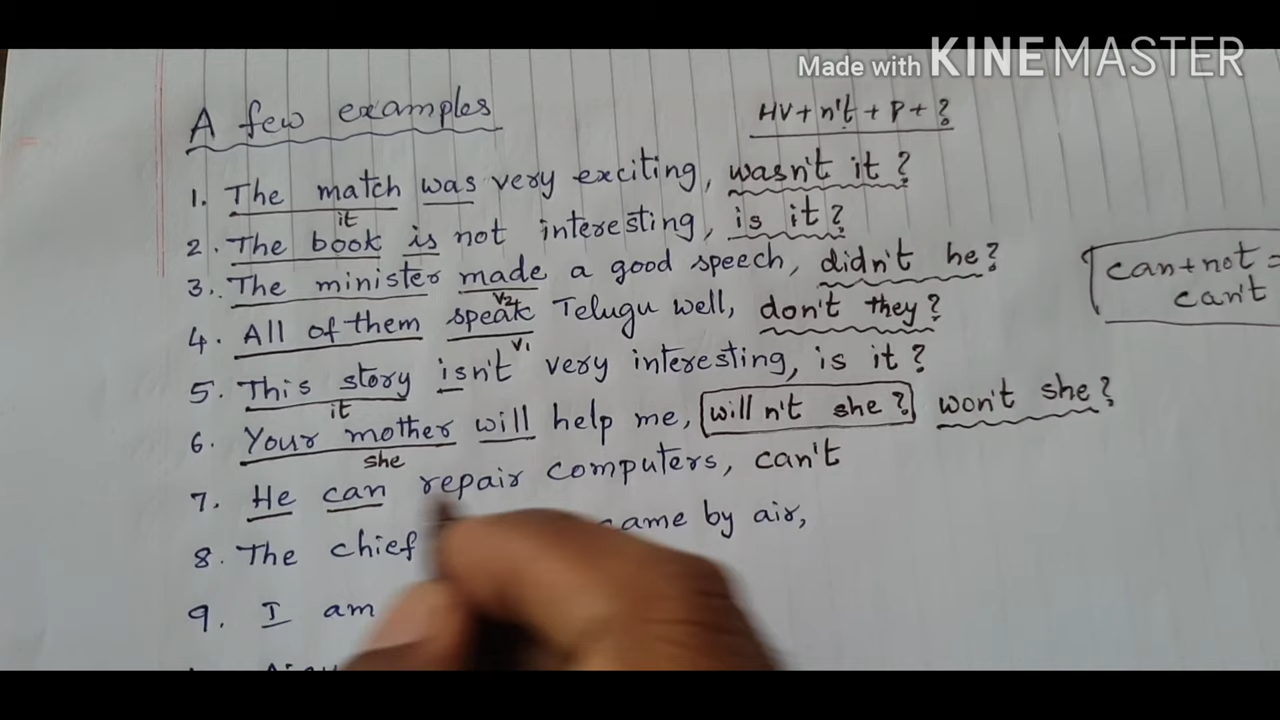 Made with KINEMASTER
A few examples
HV + n't + P + ?
1. The match was very exciting, wasn't it?
it
2. The book is not interesting, is it?
3. The minister made a good speech, didn't he?
V2
4. All of them speak Telugu well, don't they?
V1
5. This story isn't very interesting, is it?
it
6. Your mother will help me, will n't she? won't she?
she
7. He can repair computers, can't
8. The chief came by air,
9. I am
can + not =
can't